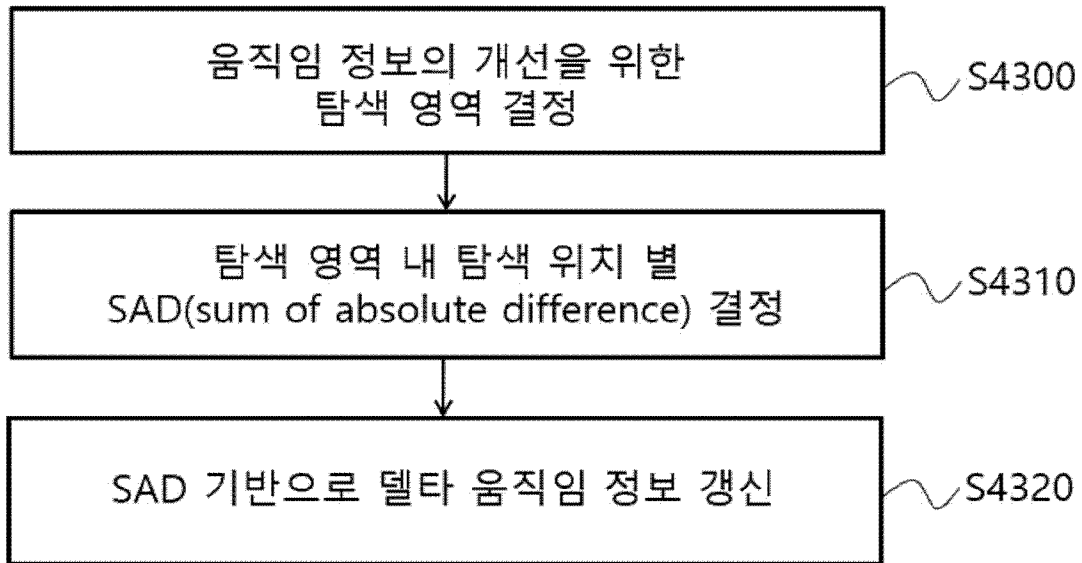 움직임 정보의 개선을 위한
탐색 영역 결정
S4300
탐색 영역 내 탐색 위치 별
SAD(sum of absolute difference) 결정
S4310
SAD 기반으로 델타 움직임 정보 갱신
S4320